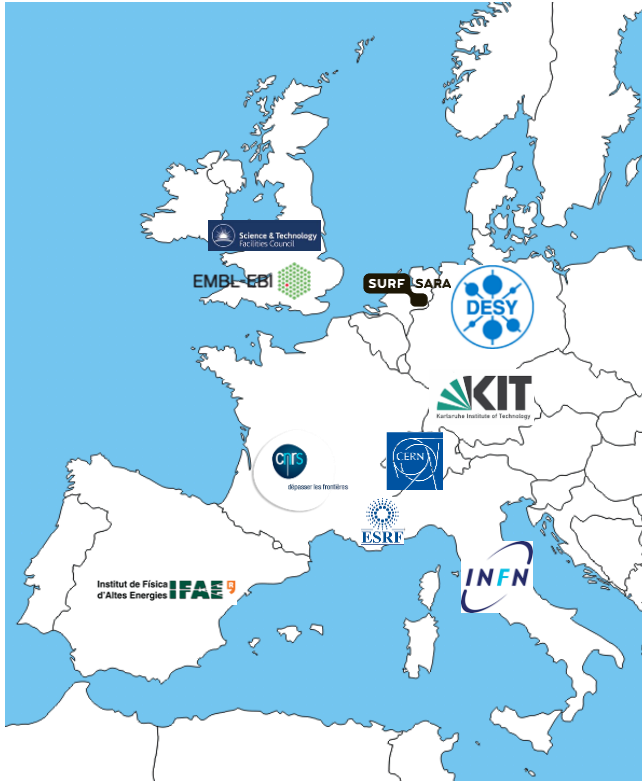 Science & Technology
Facilities Council
EMBL-EBI
SURF SARA
DESY
KIT
Karlsruhe Institute of Technology
CERN
cnrs
dépasser les frontières
ESRF
INFN
Institut de Física
d'Altes Energies
IFAE